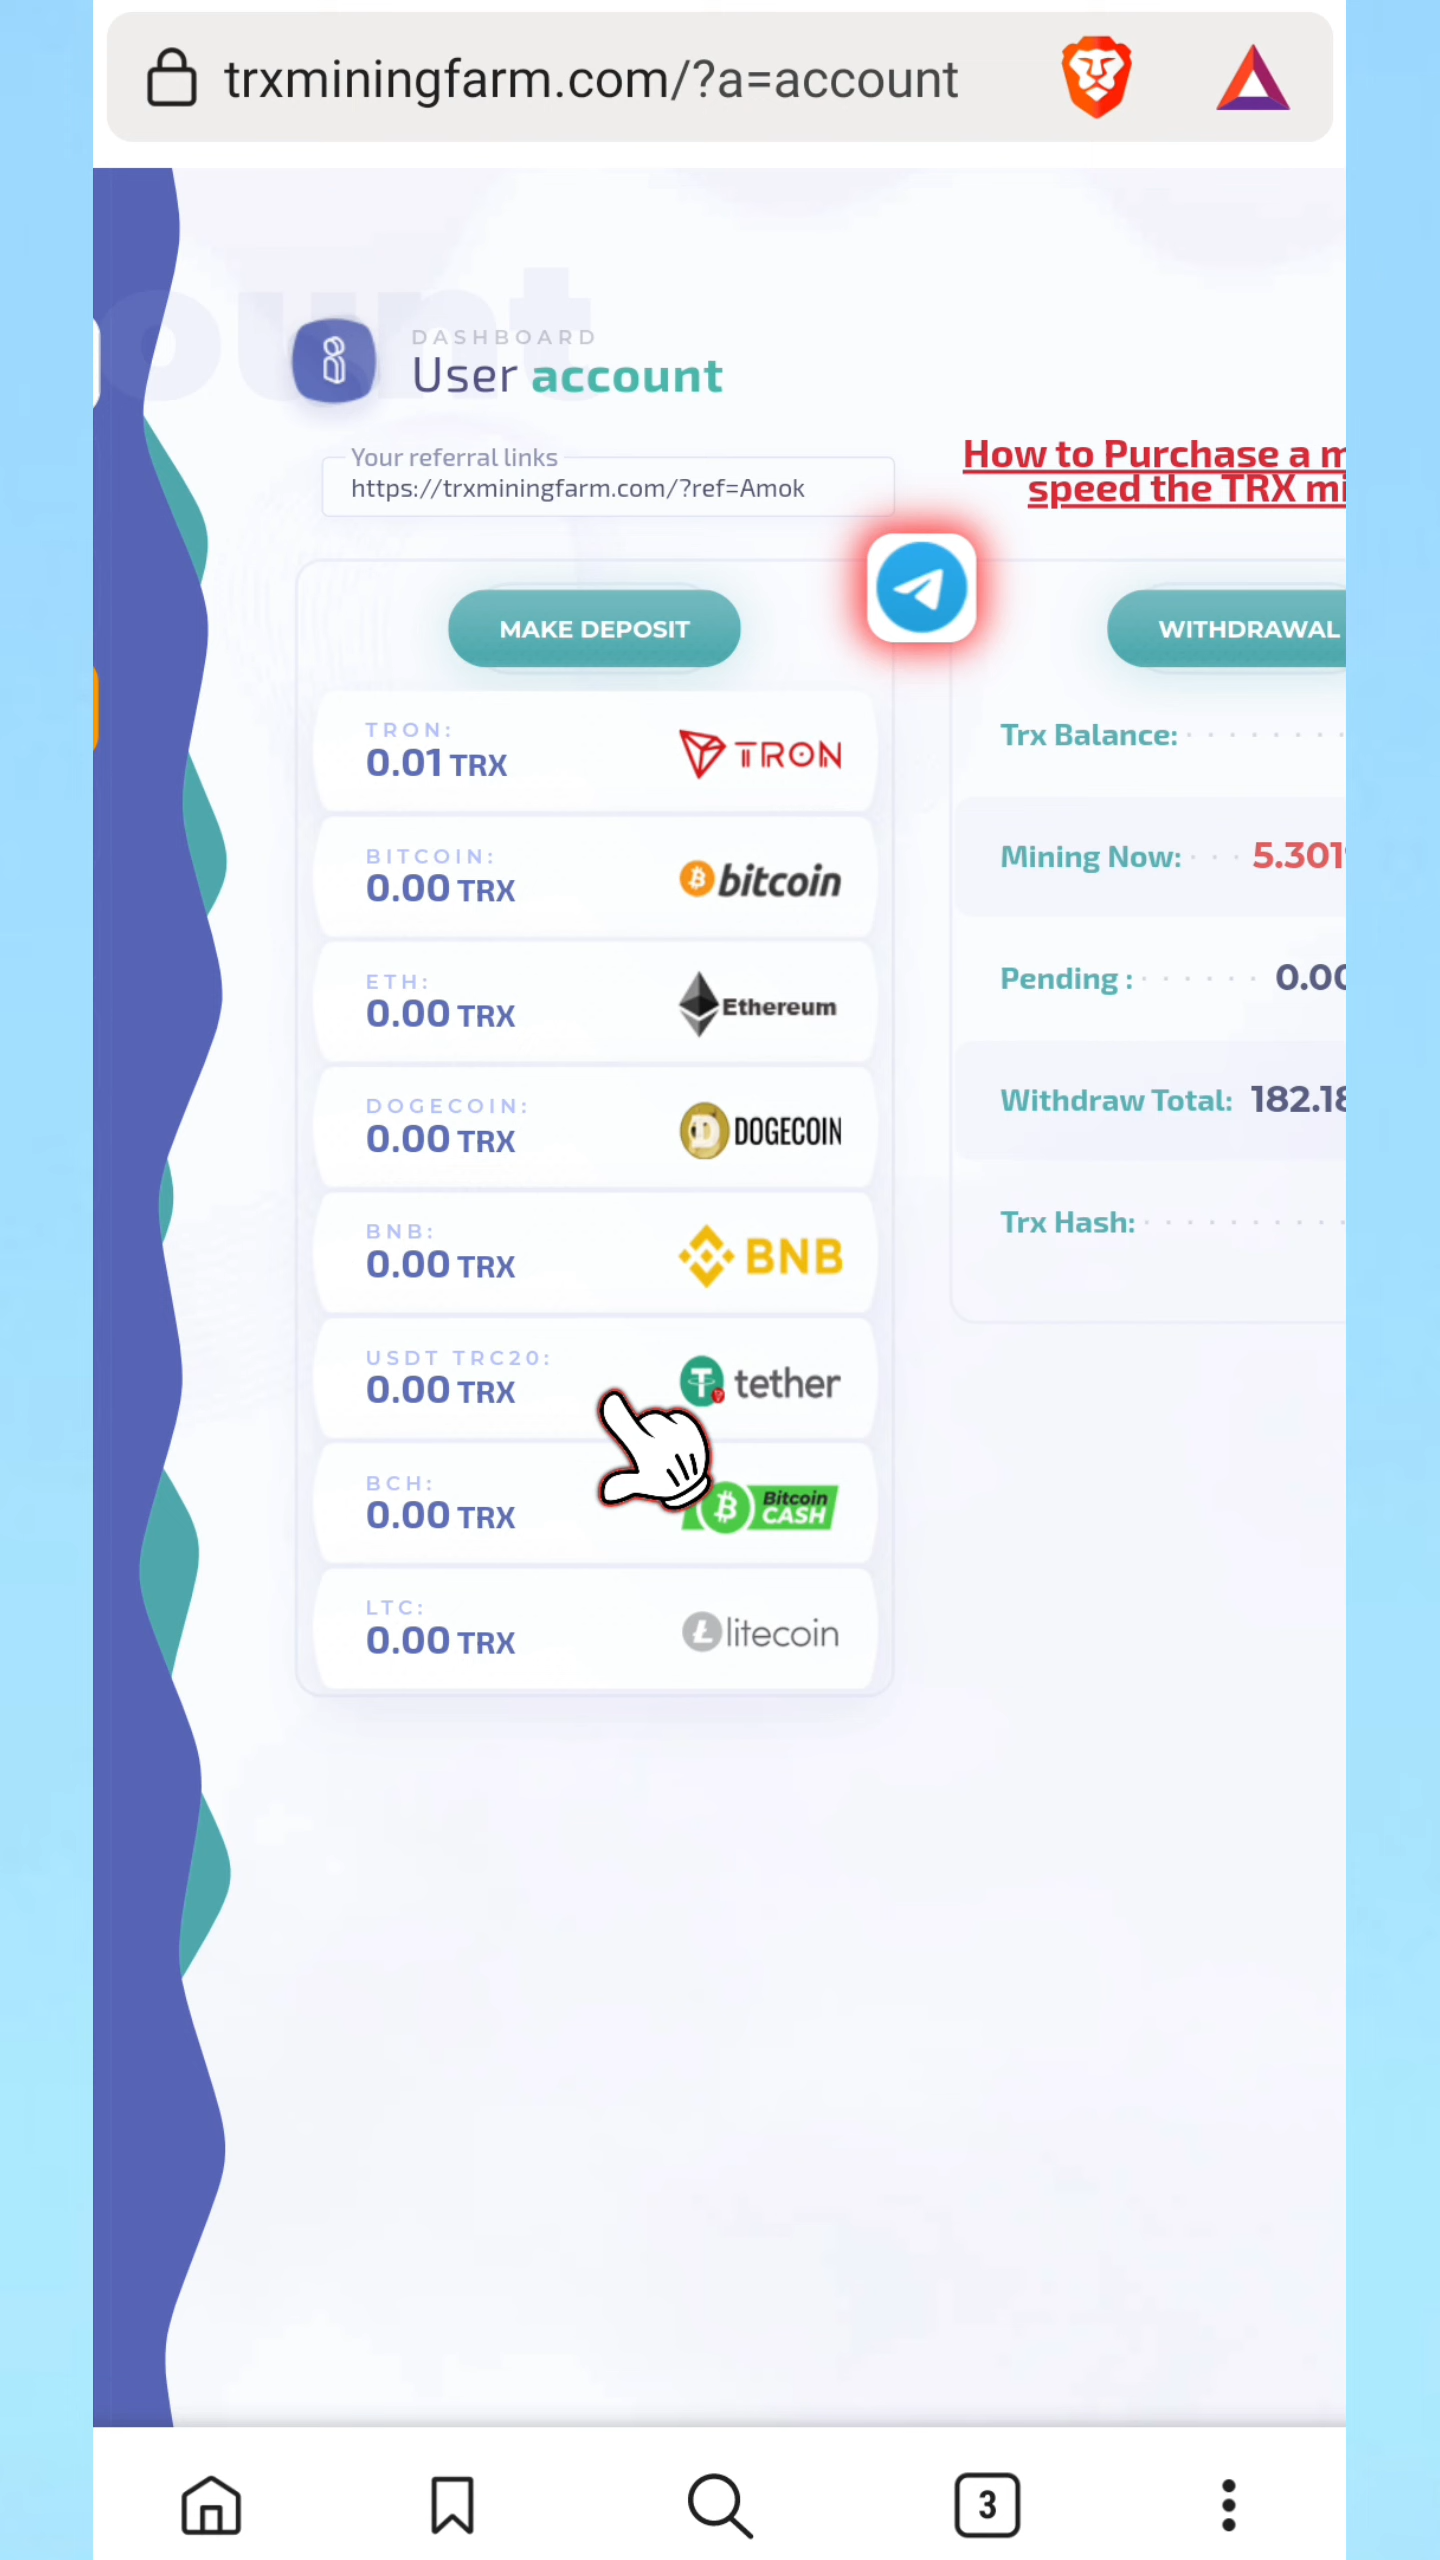 trxminingfarm.com/?a=account
DASHBOARD
User account
Your referral links
https://trxminingfarm.com/?ref=Amok
How to Purchase a m
speed the TRX mi
MAKE DEPOSIT
TRON:
0.01 TRX
TRON
BITCOIN:
0.00 TRX
bitcoin
ETH:
0.00 TRX
Ethereum
DOGECOIN:
0.00 TRX
DOGECOIN
BNB:
0.00 TRX
BNB
USDT TRC20:
0.00 TRX
tether
BCH:
0.00 TRX
Bitcoin
CASH
LTC:
0.00 TRX
litecoin
WITHDRAWAL
Trx Balance:
Mining Now: 5.301
Pending : 0.00
Withdraw Total: 182.18
Trx Hash:
3